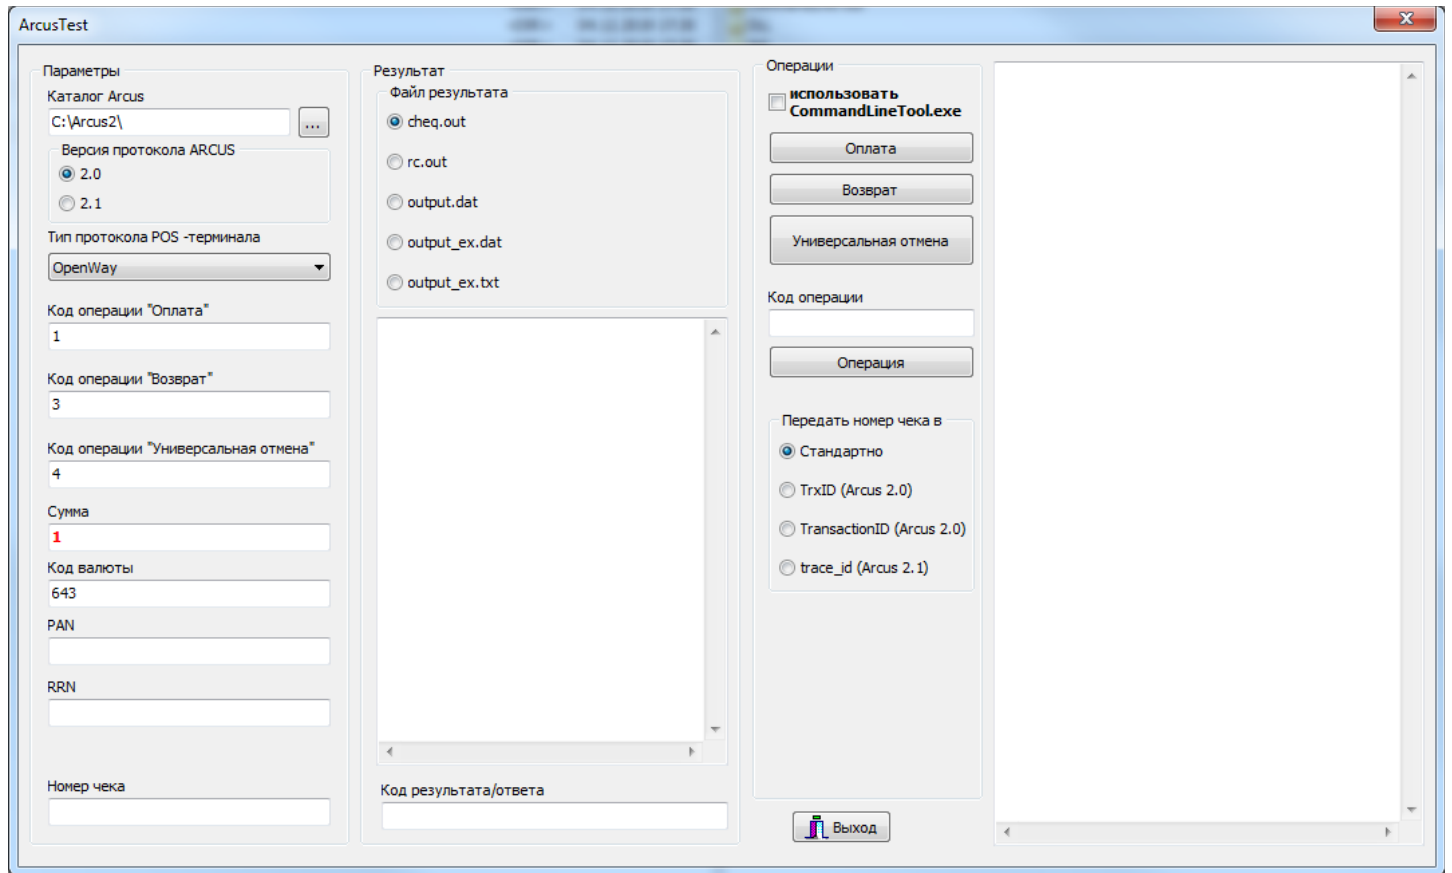 ArcusTest
Параметры
Каталог Arcus
C:\Arcus2\
...
Версия протокола ARCUS
2.0
2.1
Тип протокола POS -терминала
OpenWay
Код операции "Оплата"
1
Код операции "Возврат"
3
Код операции "Универсальная отмена"
4
Сумма
1
Код валюты
643
PAN
RRN
Номер чека
Результат
Файл результата
cheq.out
rc.out
output.dat
output_ex.dat
output_ex.txt
Код результата/ответа
Операции
использовать
CommandLineTool.exe
Оплата
Возврат
Универсальная отмена
Код операции
Операция
Передать номер чека в
Стандартно
TrxID (Arcus 2.0)
TransactionID (Arcus 2.0)
trace_id (Arcus 2.1)
Выход